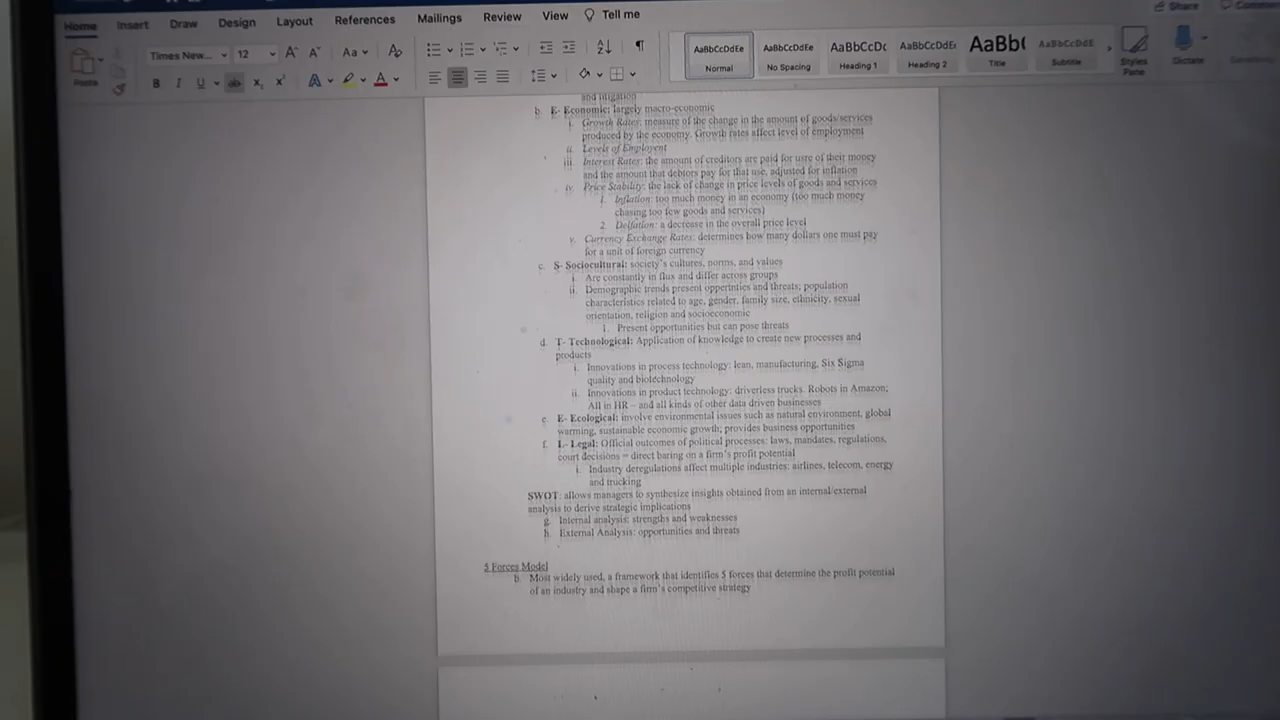 Share
Home Insert Draw Design Layout References Mailings Review View Tell me
Times New... 12 Aa
AaBbCcDdEe AaBbCcDdEe AaBbCcDc AaBbCcDdEe AaBb( AaBbCcDdE
Normal No Spacing Heading 1 Heading 2 Title Subtitle
Paste
Styles Pane
Dictate
and litigation
b. E- Economic: largely macro-economic
i. Growth Rates: measure of the change in the amount of goods/services
produced by the economy. Growth rates affect level of employment
ii. Levels of Employent
iii. Interest Rates: the amount of creditors are paid for usre of their money
and the amount that debtors pay for that use, adjusted for inflation
iv. Price Stability: the lack of change in price levels of goods and services
1. Inflation: too much money in an economy (too much money
chasing too few goods and services)
2. Delfation: a decrease in the overall price level
v. Currency Exchange Rates: determines how many dollars one must pay
for a unit of foreign currency
c. S- Sociocultural: society's cultures, norms, and values
i. Are constantly in flux and differ across groups
ii. Demographic trends present and threats; population
characteristics related to age, gender, family size, ethnicity, sexual
orientation, religion and socioeconomic
1. Present opportunities but can pose threats
d. T- Technological: Application of knowledge to create new processes and
products
i. Innovations in process technology: lean, manufacturing, Six Sigma
quality and biotechnology
ii. Innovations in product technology: driverless trucks. Robots in Amazon;
All in HR – and all kinds of other data driven businesses
e. E- Ecological: involve environmental issues such as natural environment, global
warming, sustainable economic growth; provides business opportunities
f. L- Legal: Official outcomes of political processes: laws, mandates, regulations,
court decisions = direct baring on a firm's profit potential
i. Industry deregulations affect multiple industries: airlines, telecom, energy
and trucking
SWOT: allows managers to synthesize insights obtained from an internal/external
analysis to derive strategic implications
g. Internal analysis: strengths and weaknesses
h. External Analysis: opportunities and threats
5 Forces Model
b. Most widely used, a framework that identifies 5 forces that determine the profit potential
of an industry and shape a firm's competitive strategy